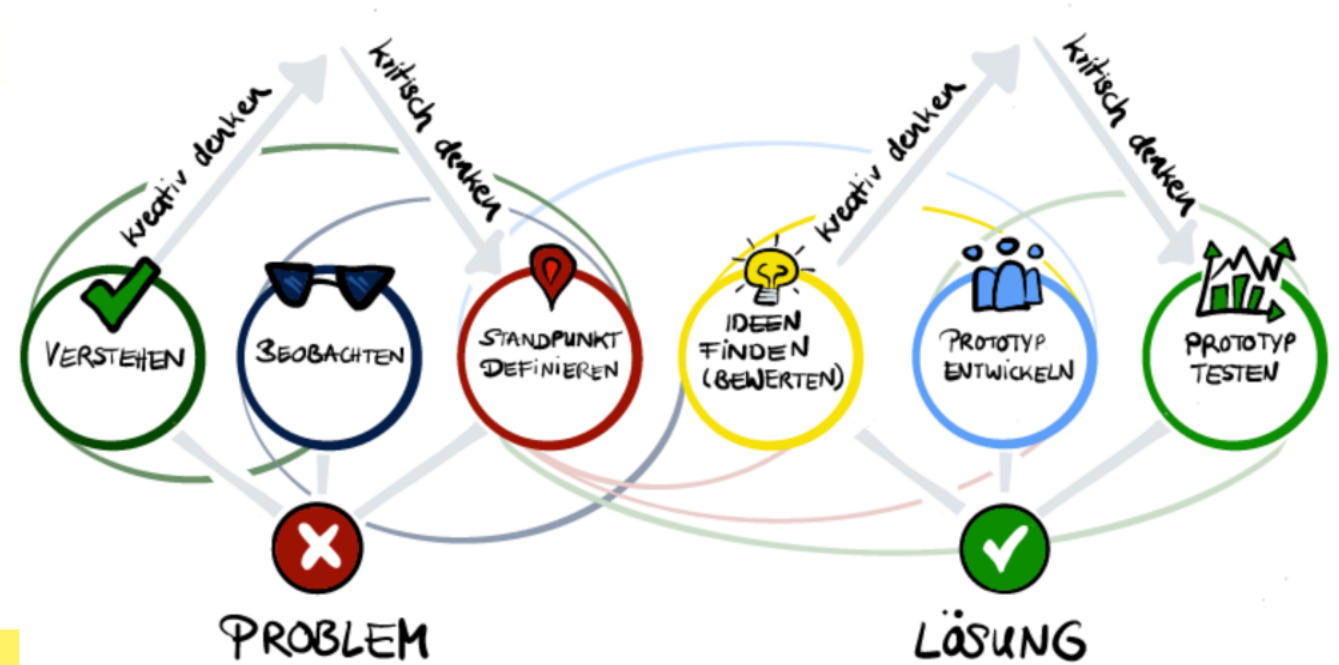 kreativ denken
kritisch denken
kreativ denken
kritisch denken
VERSTEHEN
BEOBACHTEN
STANDPUNKT
DEFINIEREN
IDEEN
FINDEN
(BEWERTEN)
PROTOTYP
ENTWICKELN
PROTOTYP
TESTEN
PROBLEM
LÖSUNG